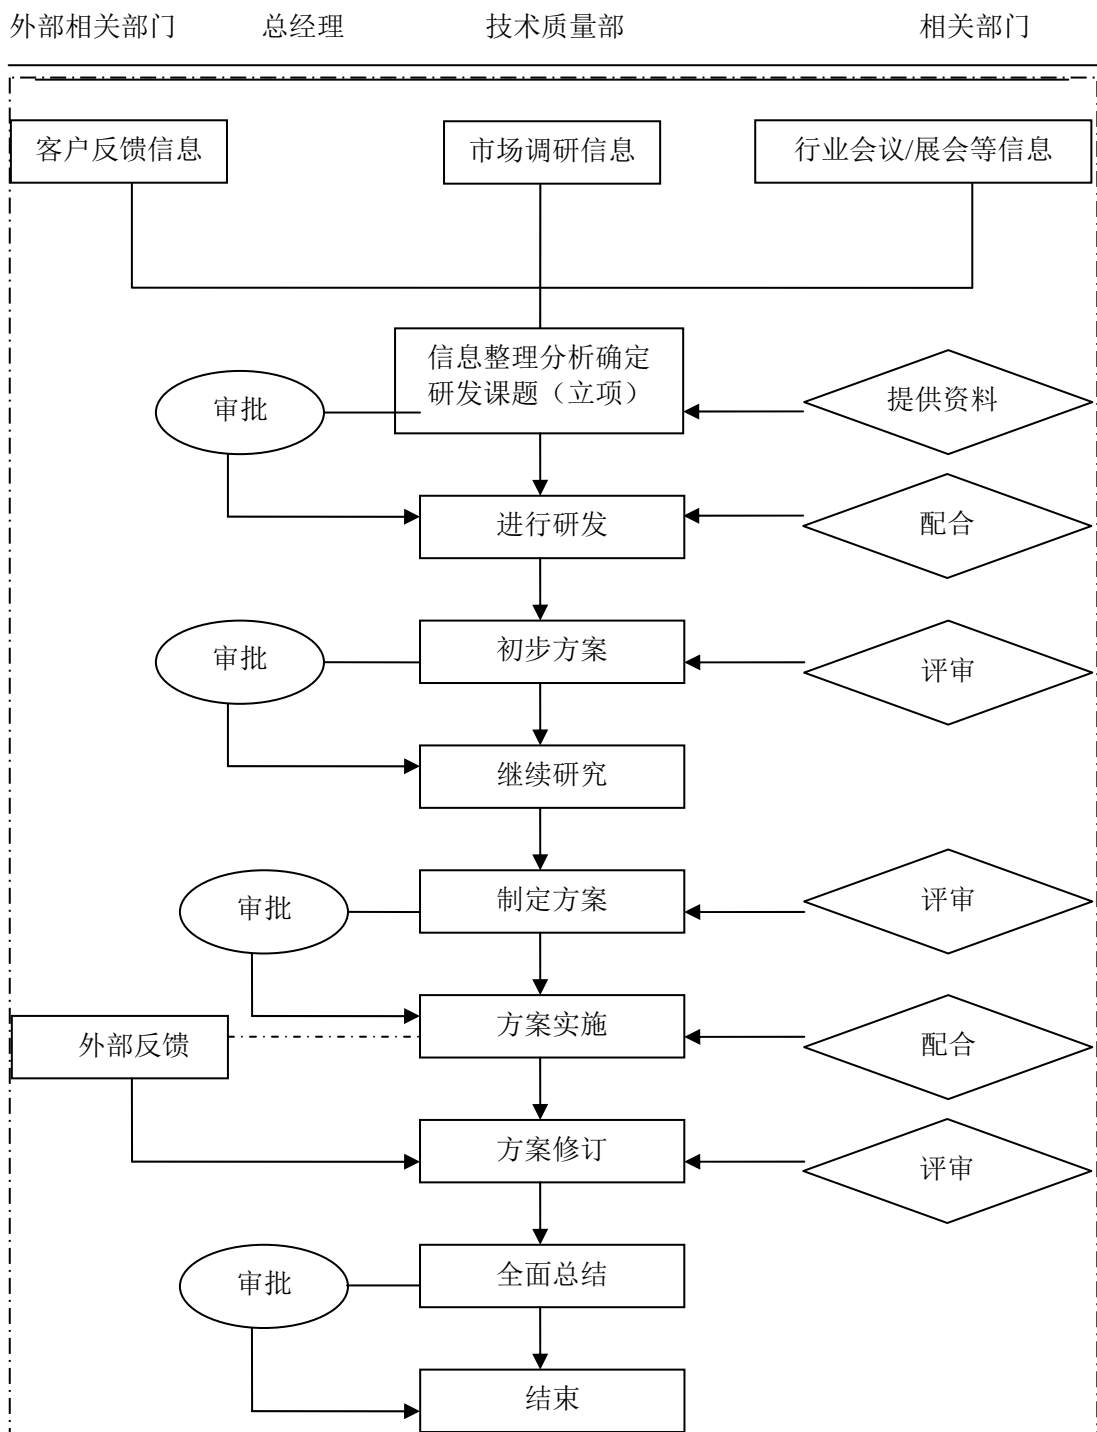 外部相关部门
总经理
技术质量部
相关部门
客户反馈信息
市场调研信息
行业会议/展会等信息
信息整理分析确定
研发课题（立项）
审批
提供资料
进行研发
配合
初步方案
审批
评审
继续研究
制定方案
审批
评审
方案实施
外部反馈
配合
方案修订
评审
全面总结
审批
结束